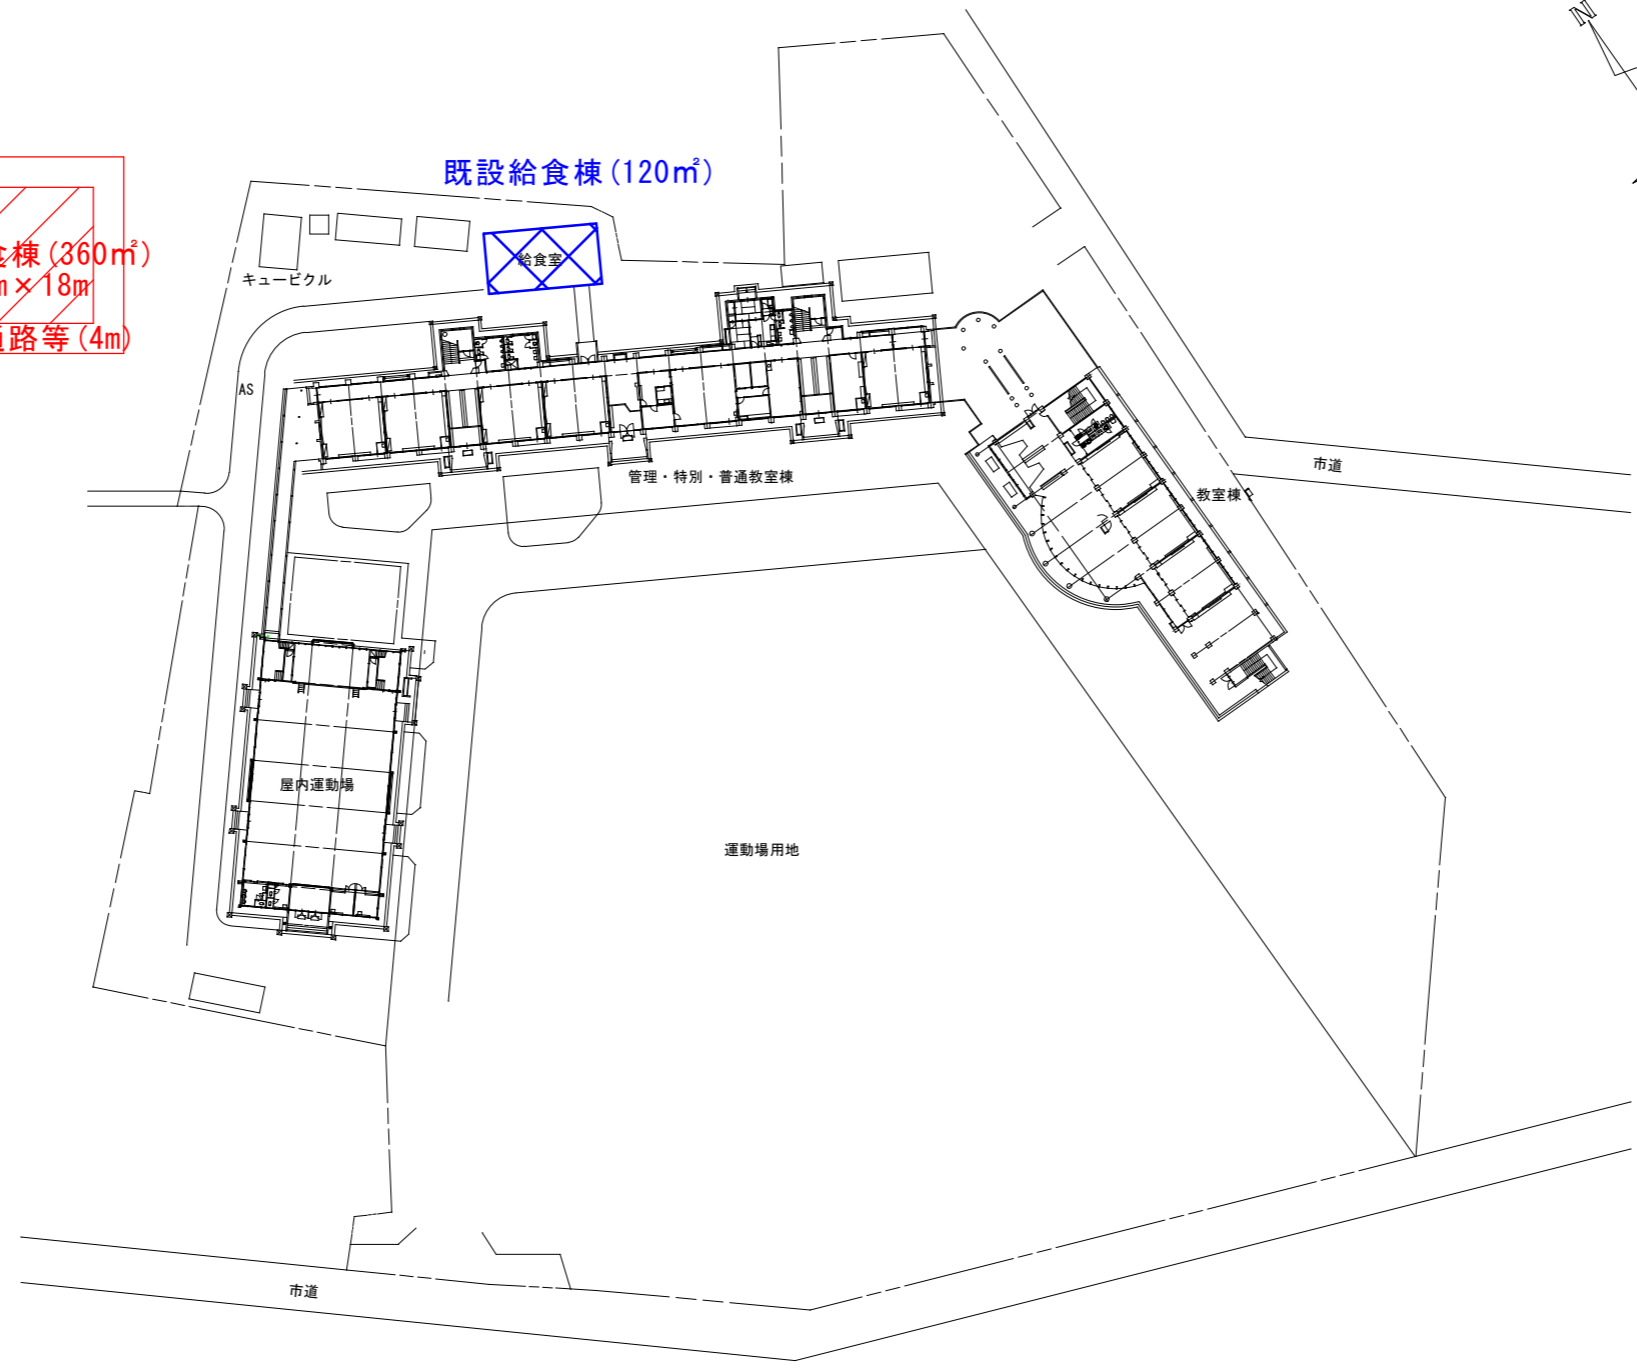 N
既設給食棟(120㎡)
給食室
棟(360㎡)
m×18m
路等(4m)
キュービクル
AS
管理・特別・普通教室棟
市道
教室棟
屋内運動場
運動場用地
市道